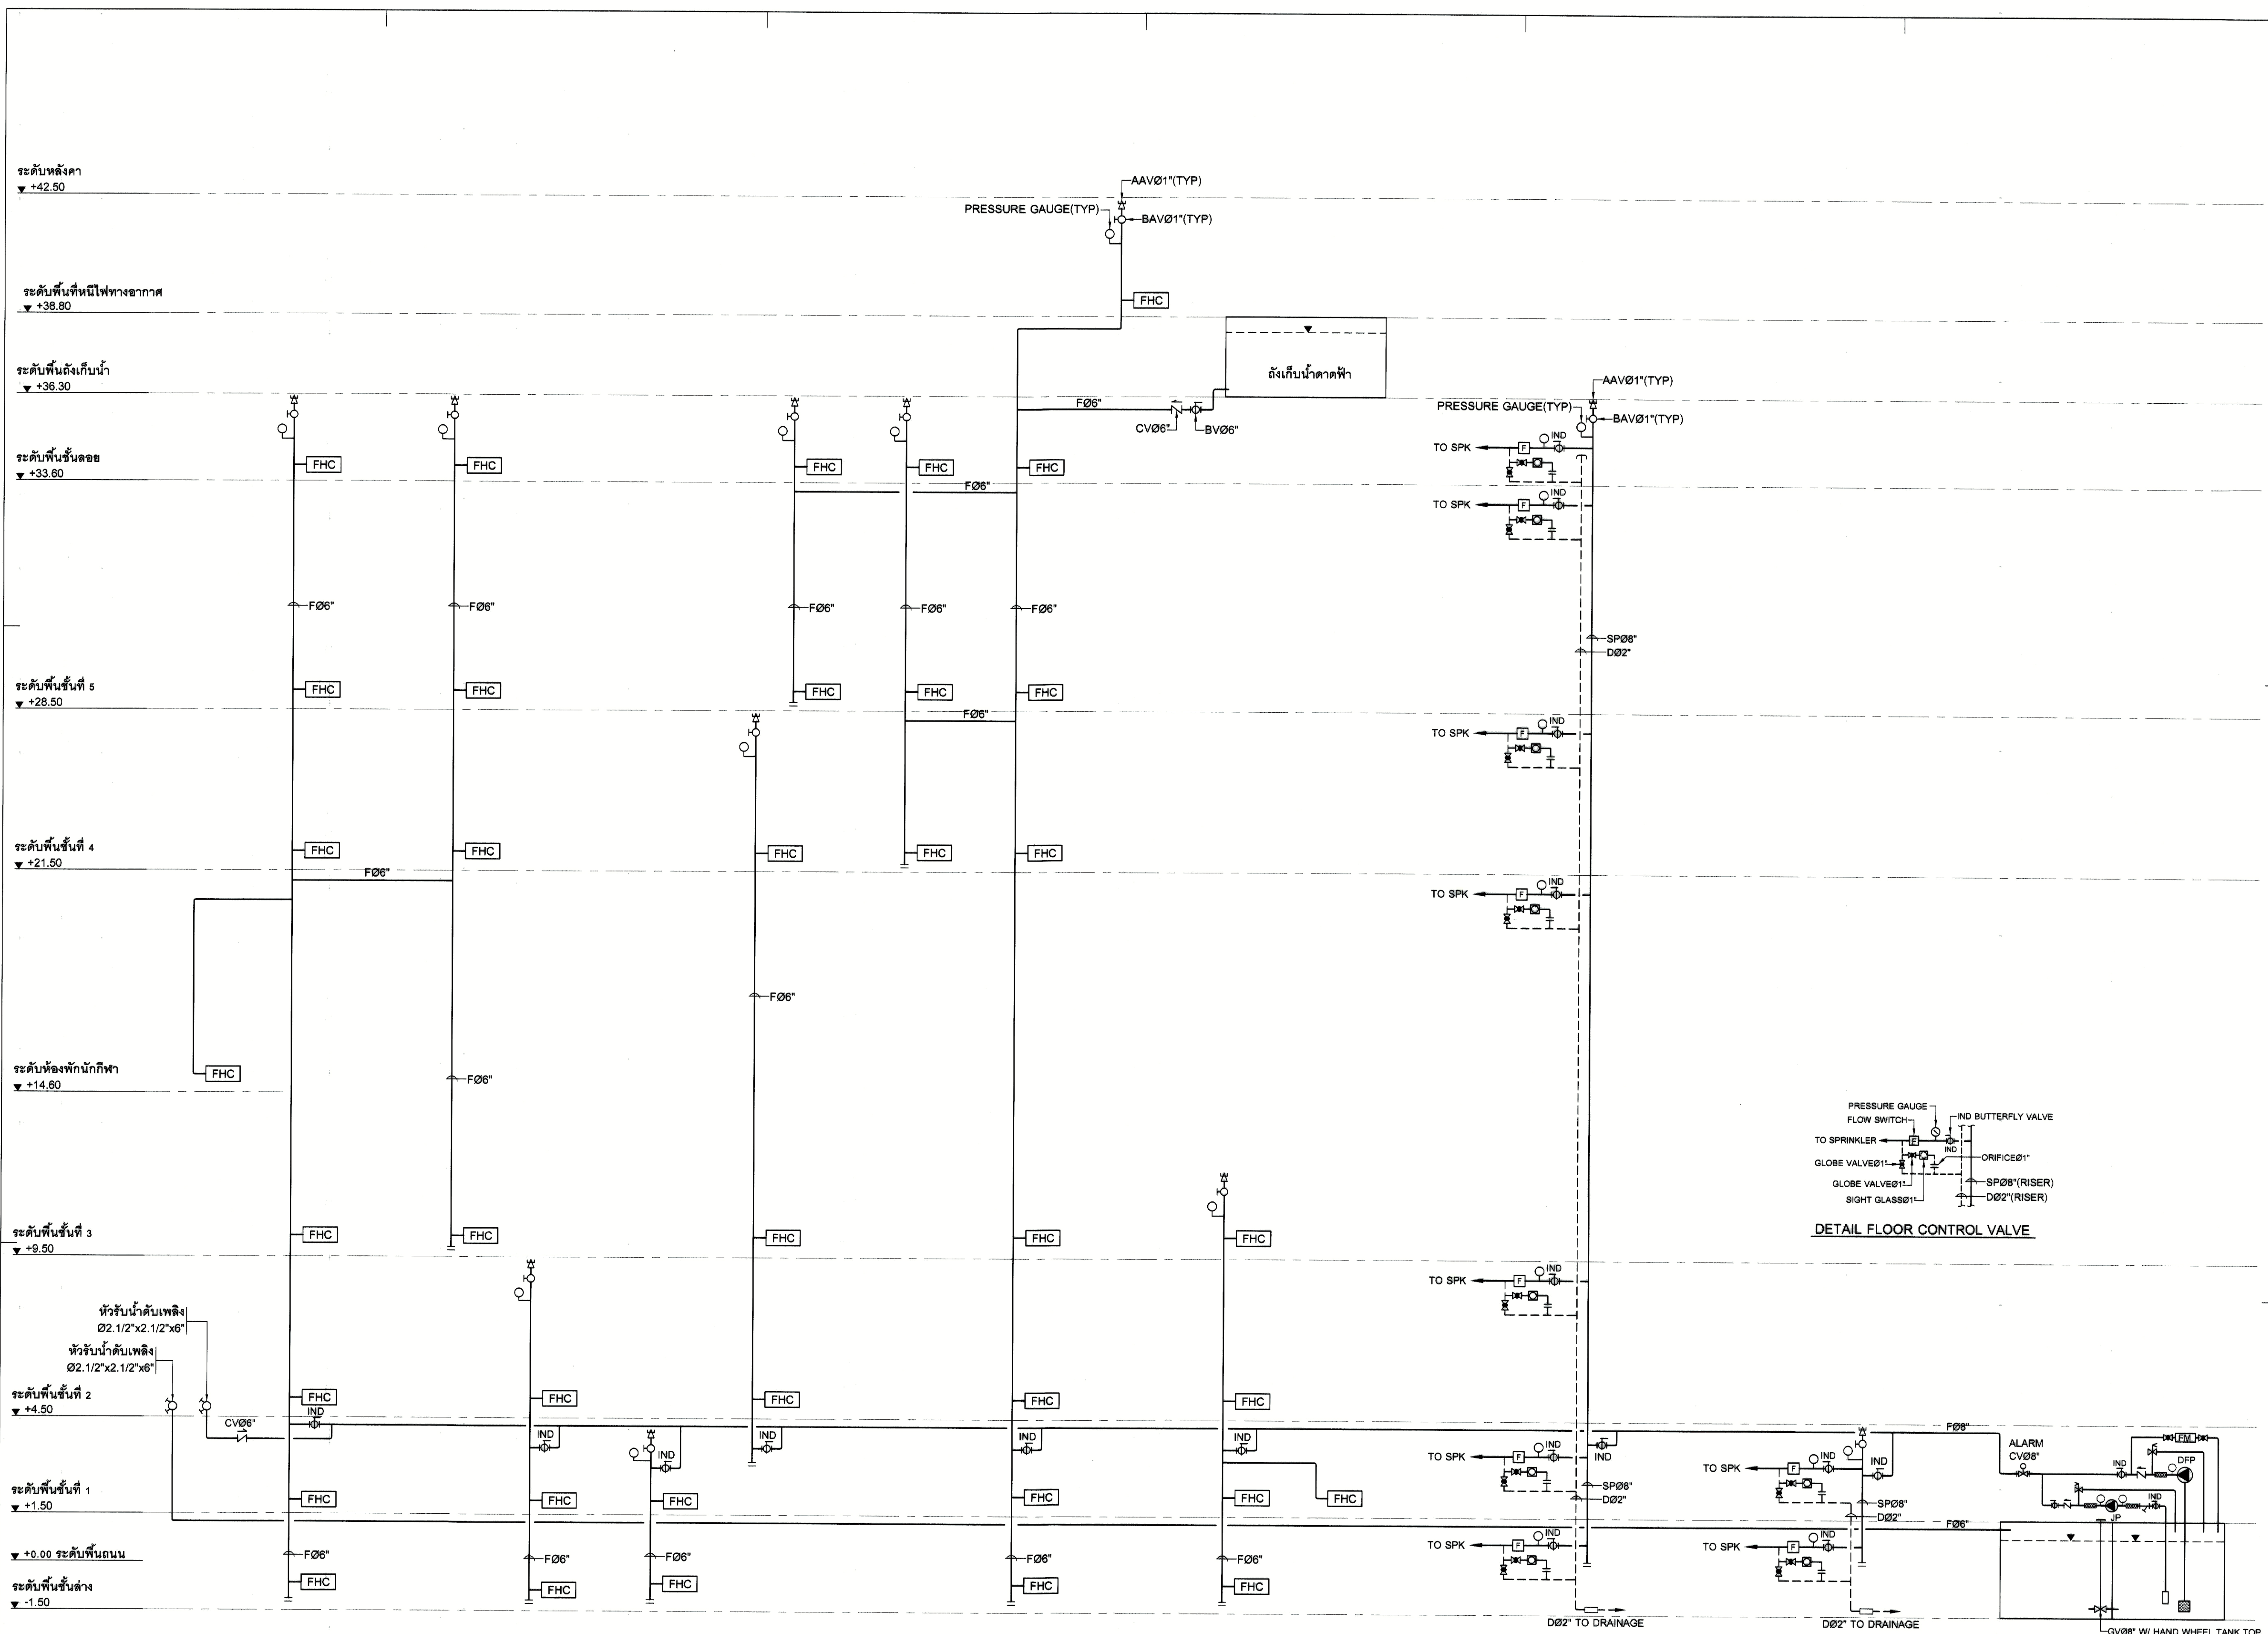 ระดับหลังคา
+42.50
AAVØ1"(TYP)
PRESSURE GAUGE(TYP)
BAVØ1"(TYP)
ระดับพื้นที่หนีไฟทางอากาศ
+38.80
FHC
ระดับพื้นถังเก็บน้ำ
+36.30
ถังเก็บน้ำดาดฟ้า
FØ6"
CVØ6"
BVØ6"
AAVØ1"(TYP)
PRESSURE GAUGE(TYP)
BAVØ1"(TYP)
IND
TO SPK
F
ระดับพื้นชั้นลอย
+33.60
FHC
FHC
FHC
FHC
FHC
FØ6"
IND
TO SPK
F
FØ6"
FØ6"
FØ6"
FØ6"
FØ6"
SPØ8"
DØ2"
ระดับพื้นชั้นที่ 5
+28.50
FHC
FHC
FHC
FHC
FHC
FØ6"
IND
TO SPK
F
ระดับพื้นชั้นที่ 4
+21.50
FHC
FHC
FHC
FHC
FHC
FØ6"
IND
TO SPK
F
FØ6"
ระดับห้องพักนักกีฬา
+14.60
FHC
FØ6"
PRESSURE GAUGE
FLOW SWITCH
IND BUTTERFLY VALVE
TO SPRINKLER
F
IND
GLOBE VALVEØ1"
ORIFICEØ1"
GLOBE VALVEØ1"
SPØ8"(RISER)
SIGHT GLASSØ1"
DØ2"(RISER)
DETAIL FLOOR CONTROL VALVE
ระดับพื้นชั้นที่ 3
+9.50
FHC
FHC
FHC
FHC
FHC
IND
TO SPK
F
หัวรับน้ำดับเพลิง
Ø2.1/2"x2.1/2"x6"
หัวรับน้ำดับเพลิง
Ø2.1/2"x2.1/2"x6"
ระดับพื้นชั้นที่ 2
+4.50
FHC
FHC
FHC
FHC
FHC
CVØ6"
IND
IND
IND
IND
IND
IND
IND
FØ8"
IND
TO SPK
F
IND
TO SPK
F
IND
ALARM
CVØ8"
IND
FM
DFP
IND
JP
ระดับพื้นชั้นที่ 1
+1.50
FHC
FHC
FHC
FHC
FHC
FHC
SPØ8"
DØ2"
SPØ8"
DØ2"
FØ6"
+0.00 ระดับพื้นถนน
FØ6"
FØ6"
FØ6"
FØ6"
FØ6"
IND
TO SPK
F
IND
TO SPK
F
ระดับพื้นชั้นล่าง
-1.50
FHC
FHC
FHC
FHC
FHC
DØ2" TO DRAINAGE
DØ2" TO DRAINAGE
GVØ8" W/ HAND WHEEL TANK TOP